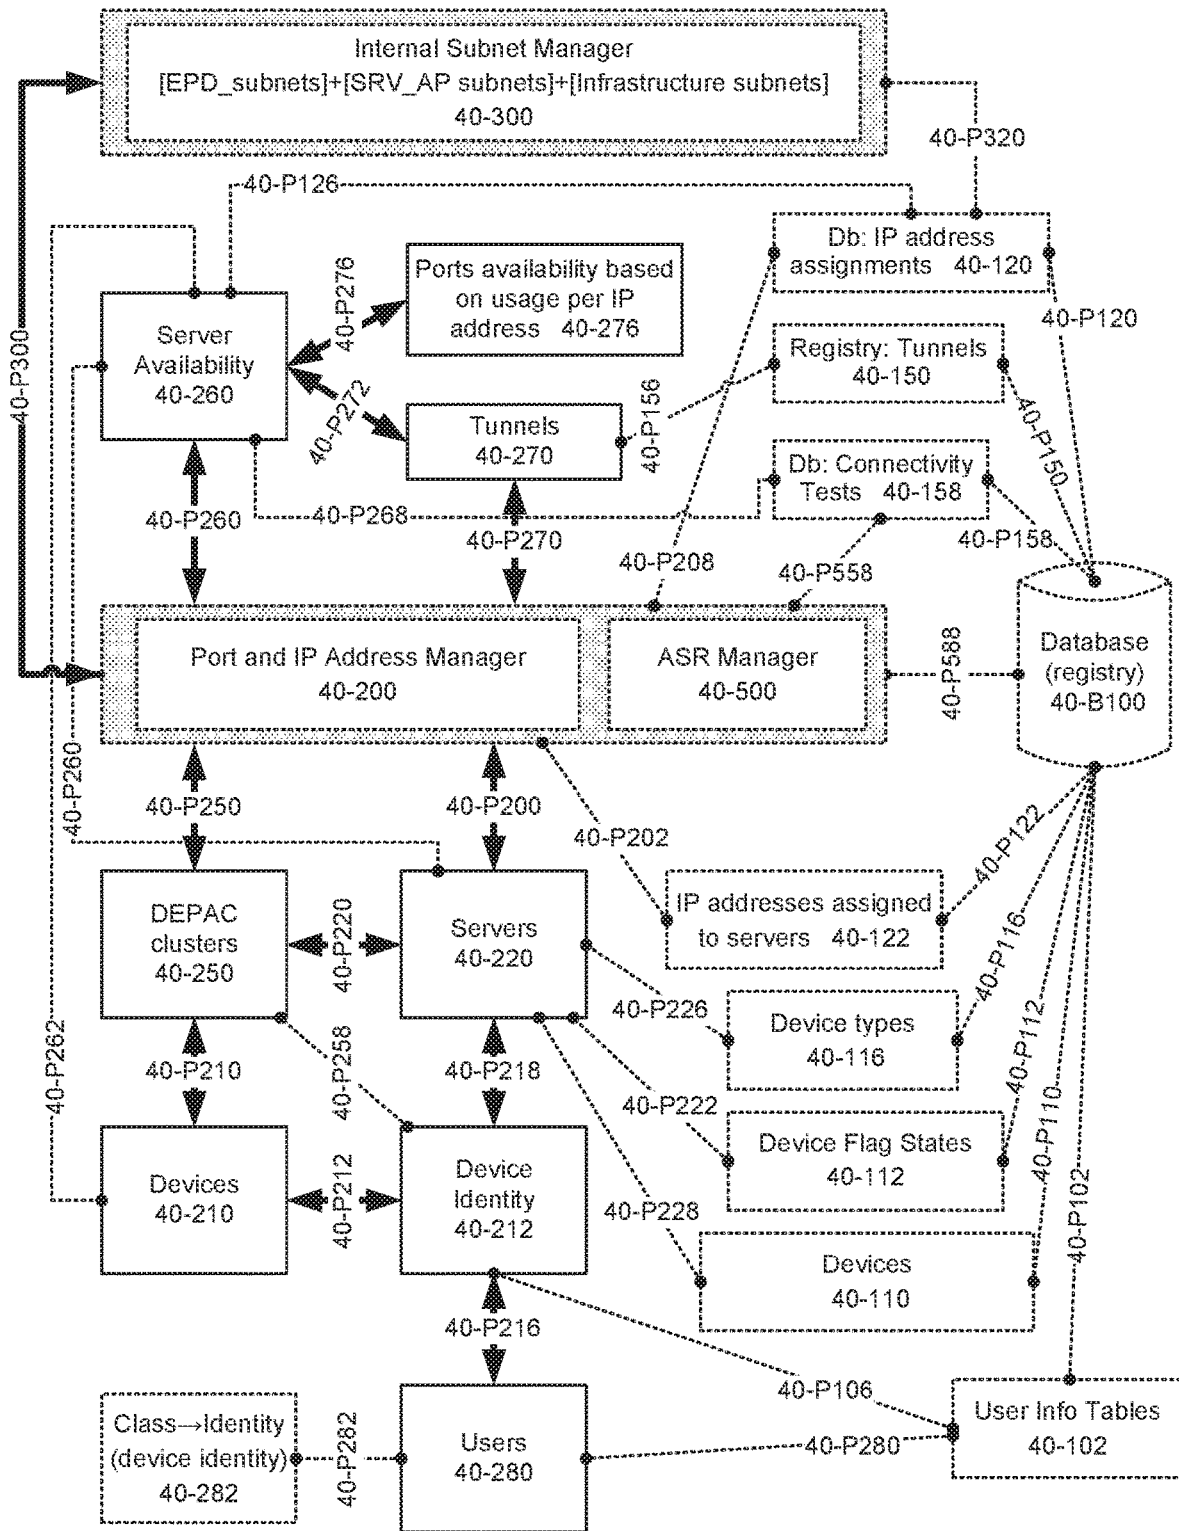 Internal Subnet Manager
[EPD_subnets]+[SRV_AP subnets]+[Infrastructure subnets]
40-300
40-P320
40-P126
Db: IP address
assignments 40-120
40-P300
40-P276
Ports availability based
on usage per IP
address 40-276
40-P120
Server
Availability
40-260
Registry: Tunnels
40-150
40-P272
40-P156
Tunnels
40-270
40-P150
Db: Connectivity
Tests 40-158
40-P260
40-P268
40-P270
40-P208
40-P558
40-P158
Port and IP Address Manager
40-200
ASR Manager
40-500
40-P588
Database
(registry)
40-B100
40-P260
40-P250
40-P200
40-P202
40-P122
DEPAC
clusters
40-250
40-P220
Servers
40-220
IP addresses assigned
to servers 40-122
40-P116
40-P226
Device types
40-116
40-P112
40-P262
40-P210
40-P258
40-P218
40-P222
40-P110
Device Flag States
40-112
Devices
40-210
40-P212
Device
Identity
40-212
40-P228
40-P102
Devices
40-110
40-P216
40-P106
Class→Identity
(device identity)
40-282
40-P282
Users
40-280
40-P280
User Info Tables
40-102